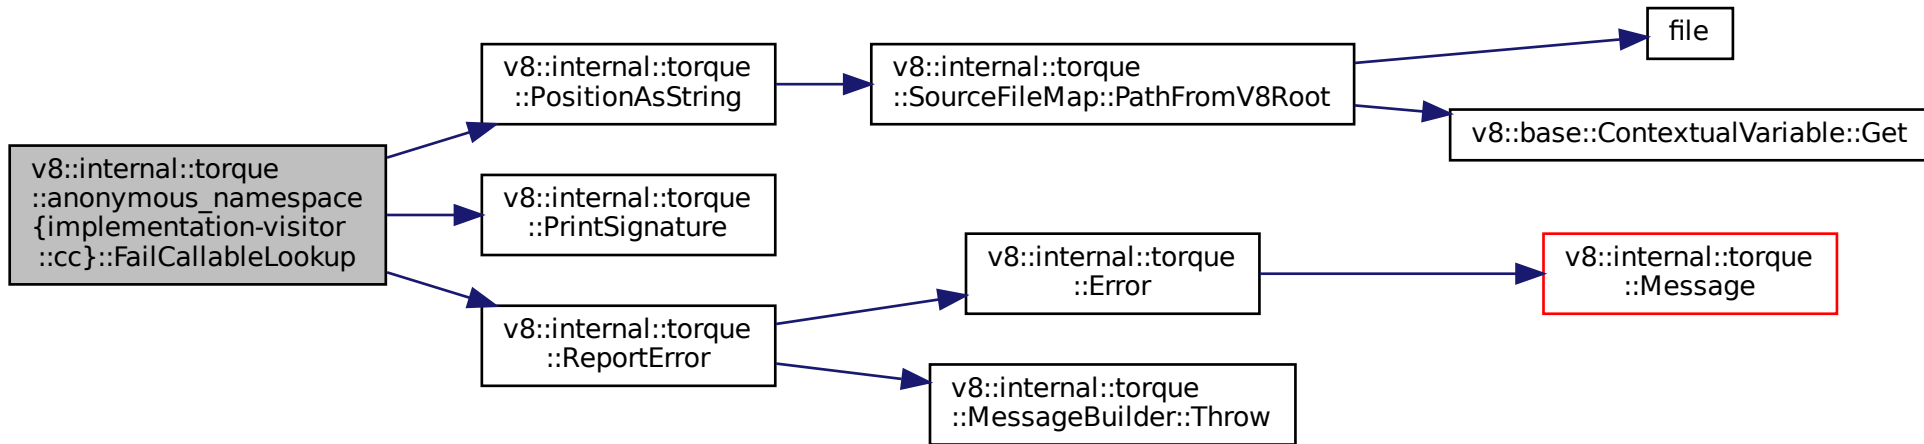 v8::internal::torque
::anonymous_namespace
{implementation-visitor
::cc}::FailCallableLookup
v8::internal::torque
::PositionAsString
v8::internal::torque
::SourceFileMap::PathFromV8Root
file
v8::base::ContextualVariable::Get
v8::internal::torque
::PrintSignature
v8::internal::torque
::ReportError
v8::internal::torque
::Error
v8::internal::torque
::Message
v8::internal::torque
::MessageBuilder::Throw